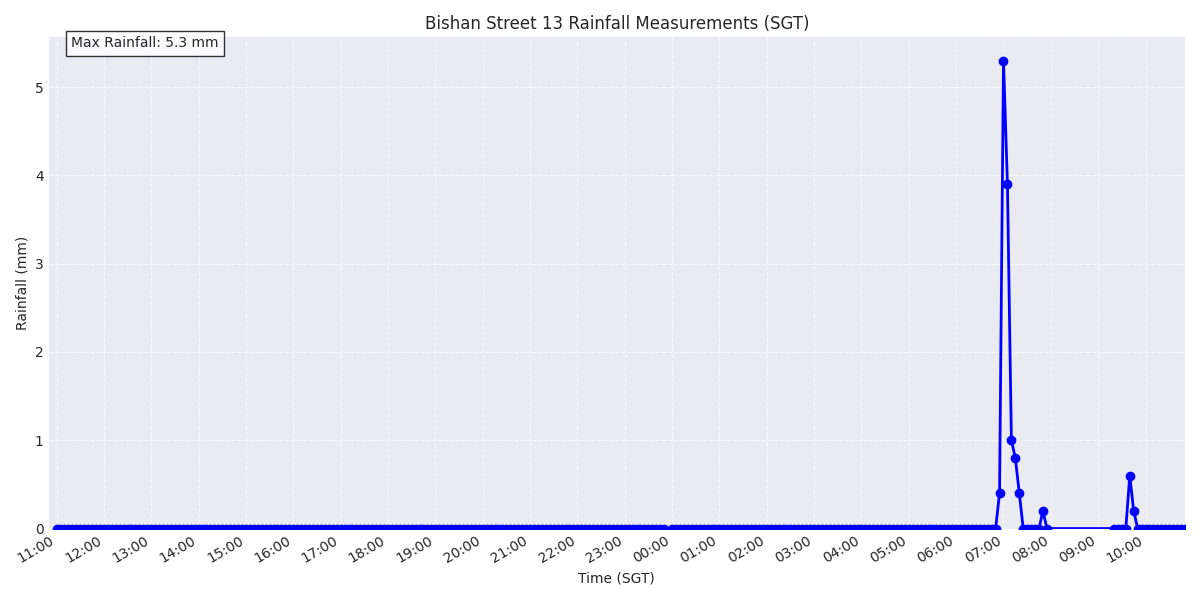 Bishan Street 13 Rainfall Measurements (SGT)
Max Rainfall: 5.3 mm
Rainfall (mm)
5
4
3
2
1
0
11:00 12:00 13:00 14:00 15:00 16:00 17:00 18:00 19:00 20:00 21:00 22:00 23:00 00:00 01:00 02:00 03:00 04:00 05:00 06:00 07:00 08:00 09:00 10:00
Time (SGT)